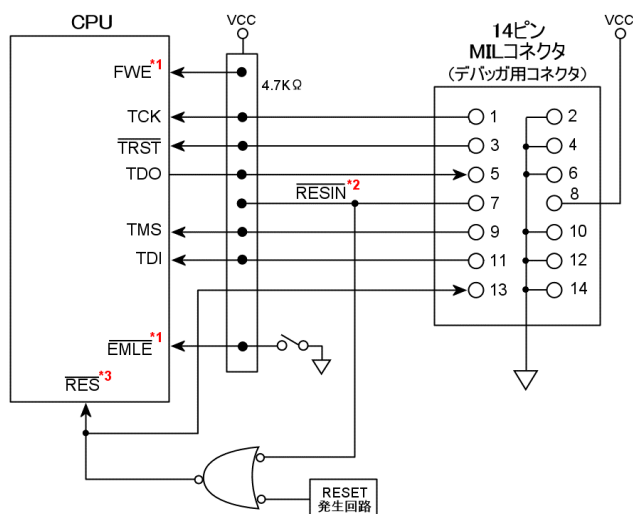 CPU
VCC
VCC
14ピン
MILコネクタ
(デバッガ用コネクタ)
FWE*1
4.7KΩ
TCK
1
2
TRST
3
4
TDO
5
6
RESIN*2
7
8
TMS
9
10
TDI
11
12
13
14
EMLE*1
RES*3
RESET
発生回路